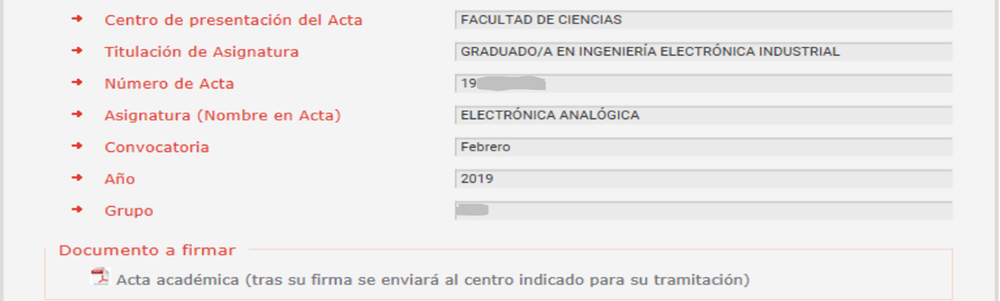 Centro de presentación del Acta FACULTAD DE CIENCIAS
Titulación de Asignatura GRADUADO/A EN INGENIERÍA ELECTRÓNICA INDUSTRIAL
Número de Acta 19
Asignatura (Nombre en Acta) ELECTRÓNICA ANALÓGICA
Convocatoria Febrero
Año 2019
Grupo
Documento a firmar
Acta académica (tras su firma se enviará al centro indicado para su tramitación)